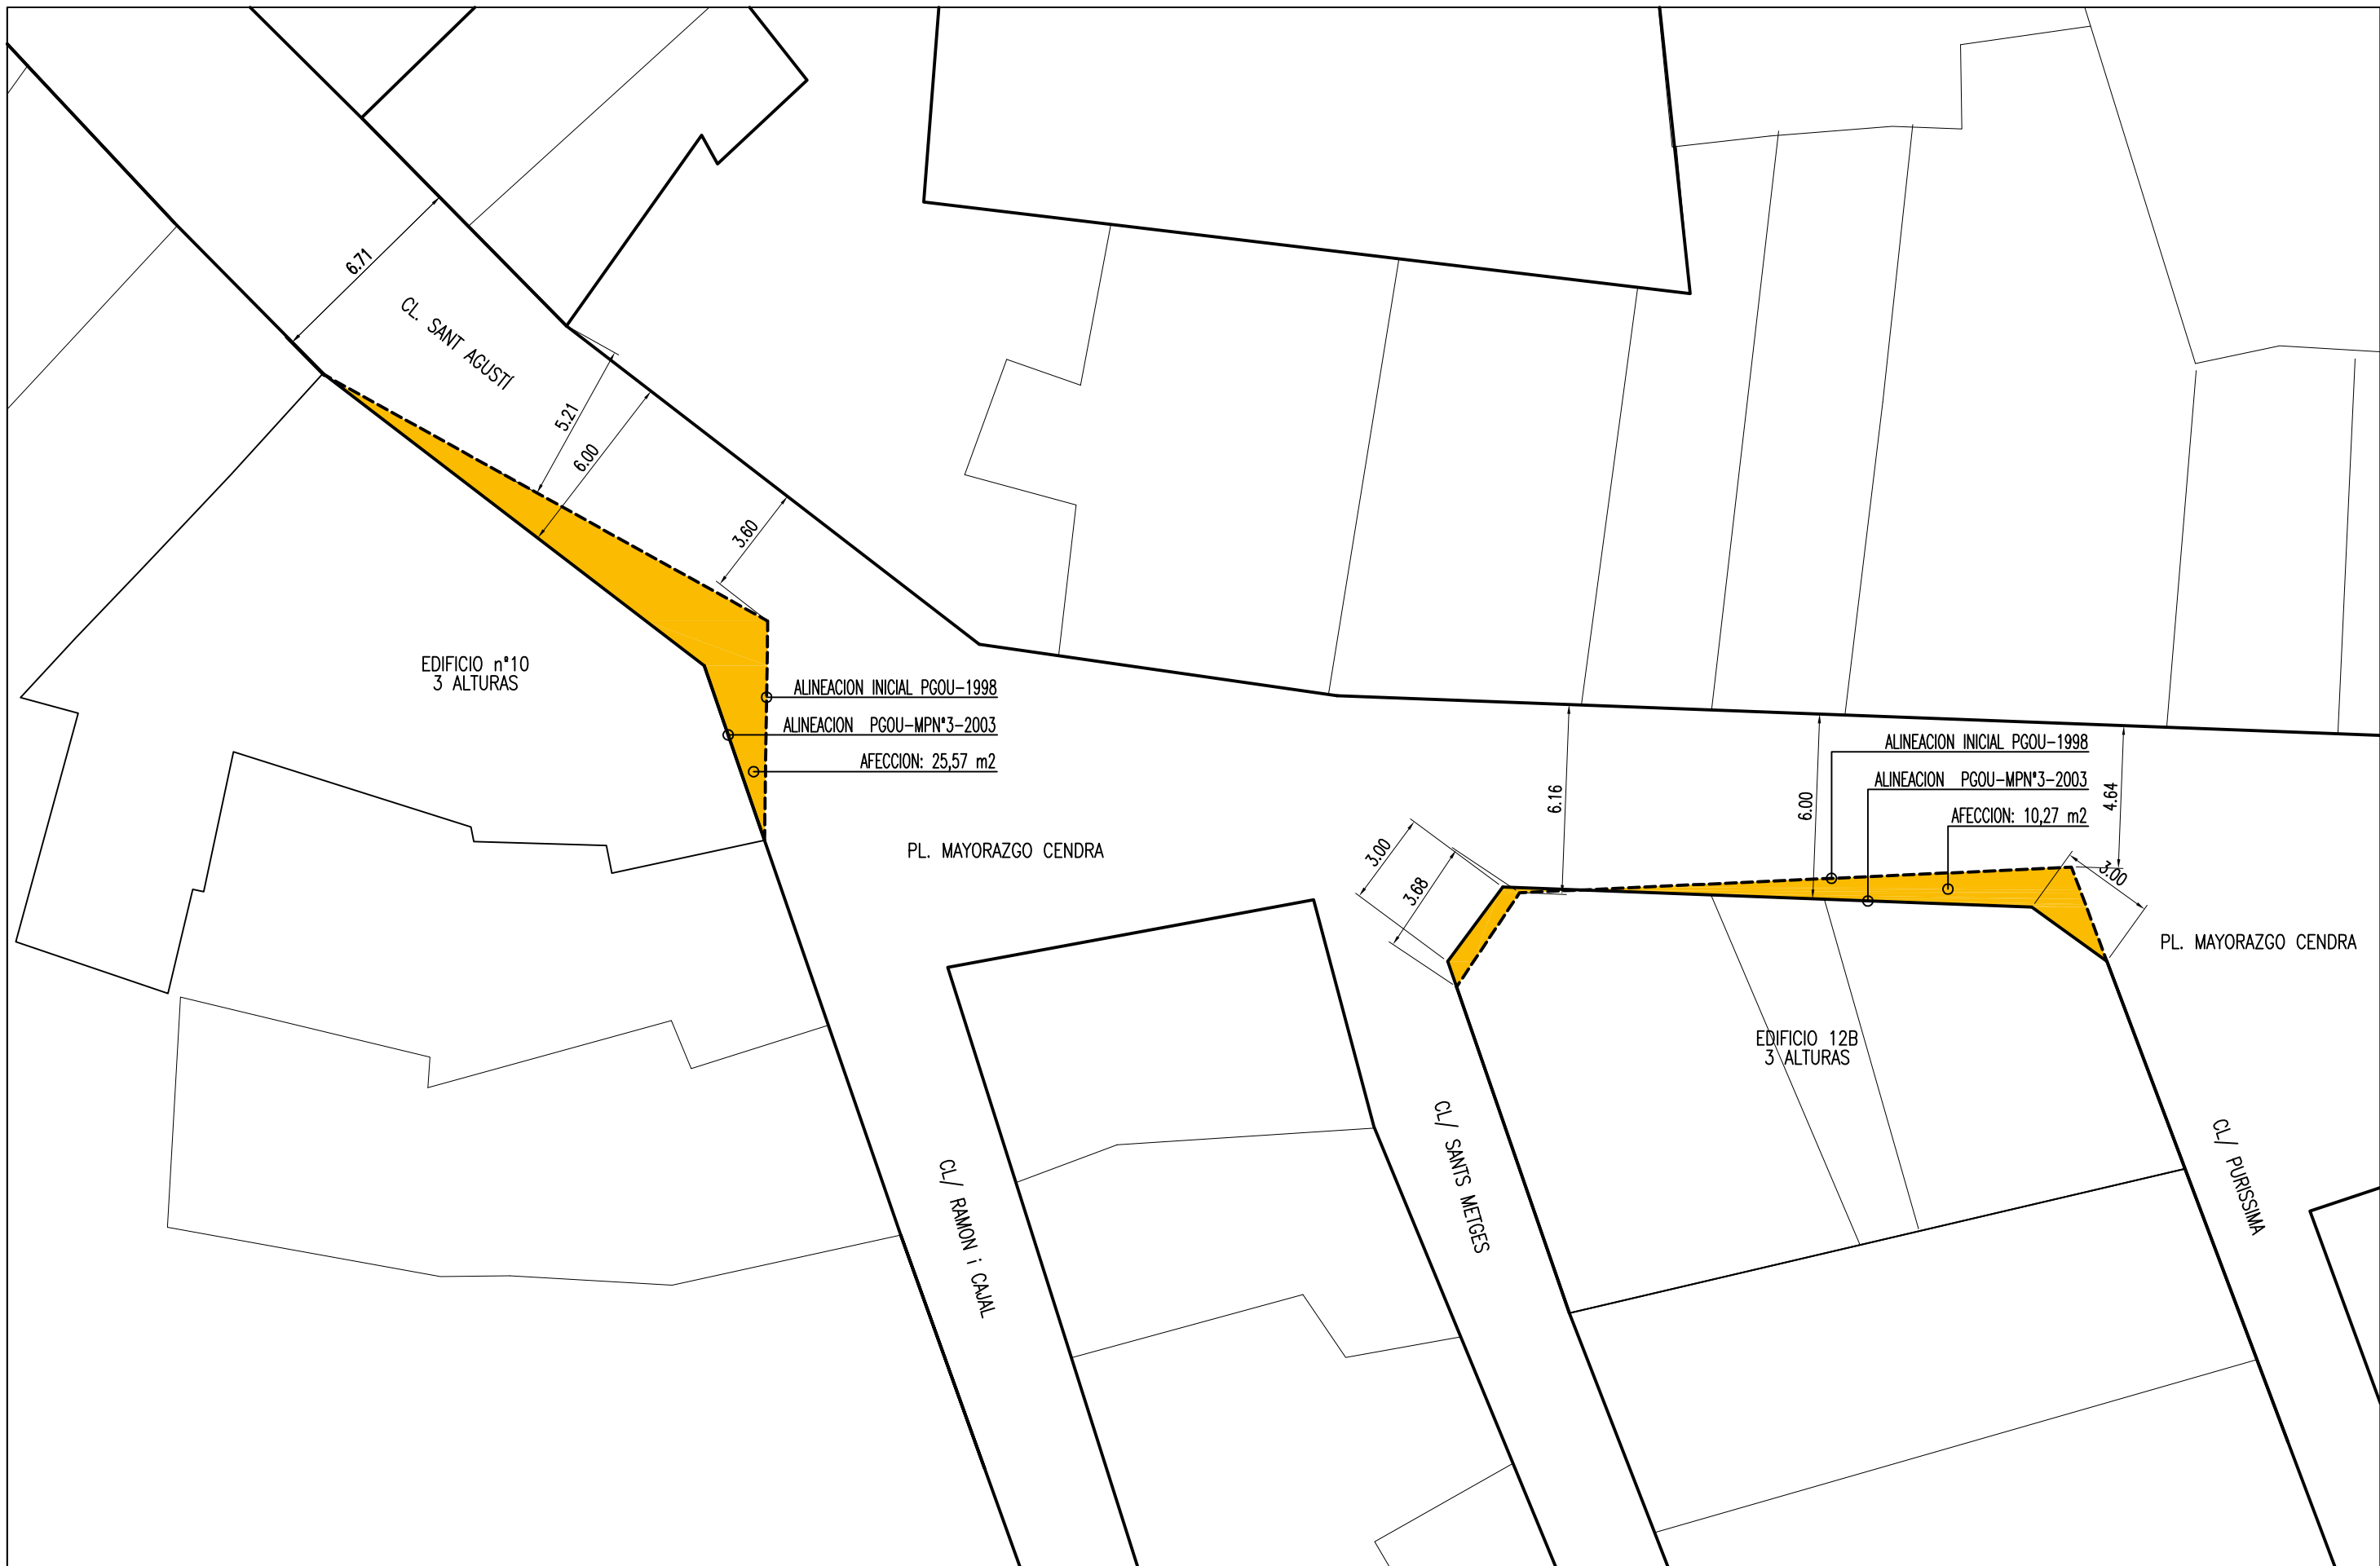 6.71
CL. SANT AGUSTÍ
5.21
6.00
3.60
EDIFICIO nº10
3 ALTURAS
ALINEACION INICIAL PGOU-1998
ALINEACION PGOU-MPNº3-2003
AFECCION: 25,57 m2
PL. MAYORAZGO CENDRA
ALINEACION INICIAL PGOU-1998
ALINEACION PGOU-MPNº3-2003
AFECCION: 10,27 m2
6.16
6.00
4.64
3.00
3.68
3.00
PL. MAYORAZGO CENDRA
EDIFICIO 12B
3 ALTURAS
CL/ RAMON i CAJAL
CL/ SANTS METGES
CL/ PURISSIMA